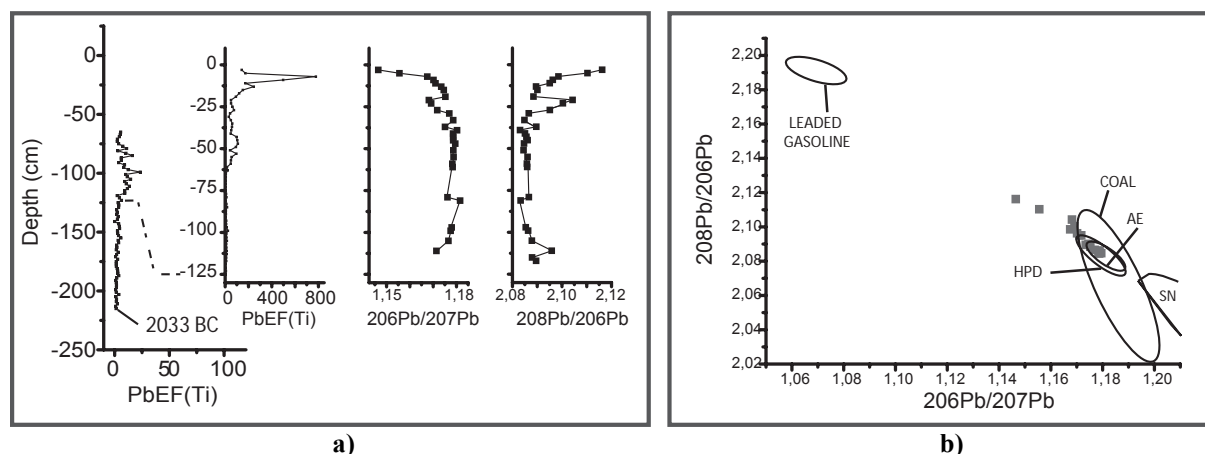 0
-50
-100
-150
-200
-250
Depth (cm)
0 50 100
PbEF(Ti)
2033 BC
0
-25
-50
-75
-100
-125
0 400 800
PbEF(Ti)
1,15 1,18
206Pb/207Pb
2,08 2,10 2,12
208Pb/206Pb
a)
2,20
2,18
2,16
2,14
2,12
2,10
2,08
2,06
2,04
2,02
208Pb/206Pb
1,06 1,08 1,10 1,12 1,14 1,16 1,18 1,20
206Pb/207Pb
LEADED
GASOLINE
COAL
AE
HPD
SN
b)